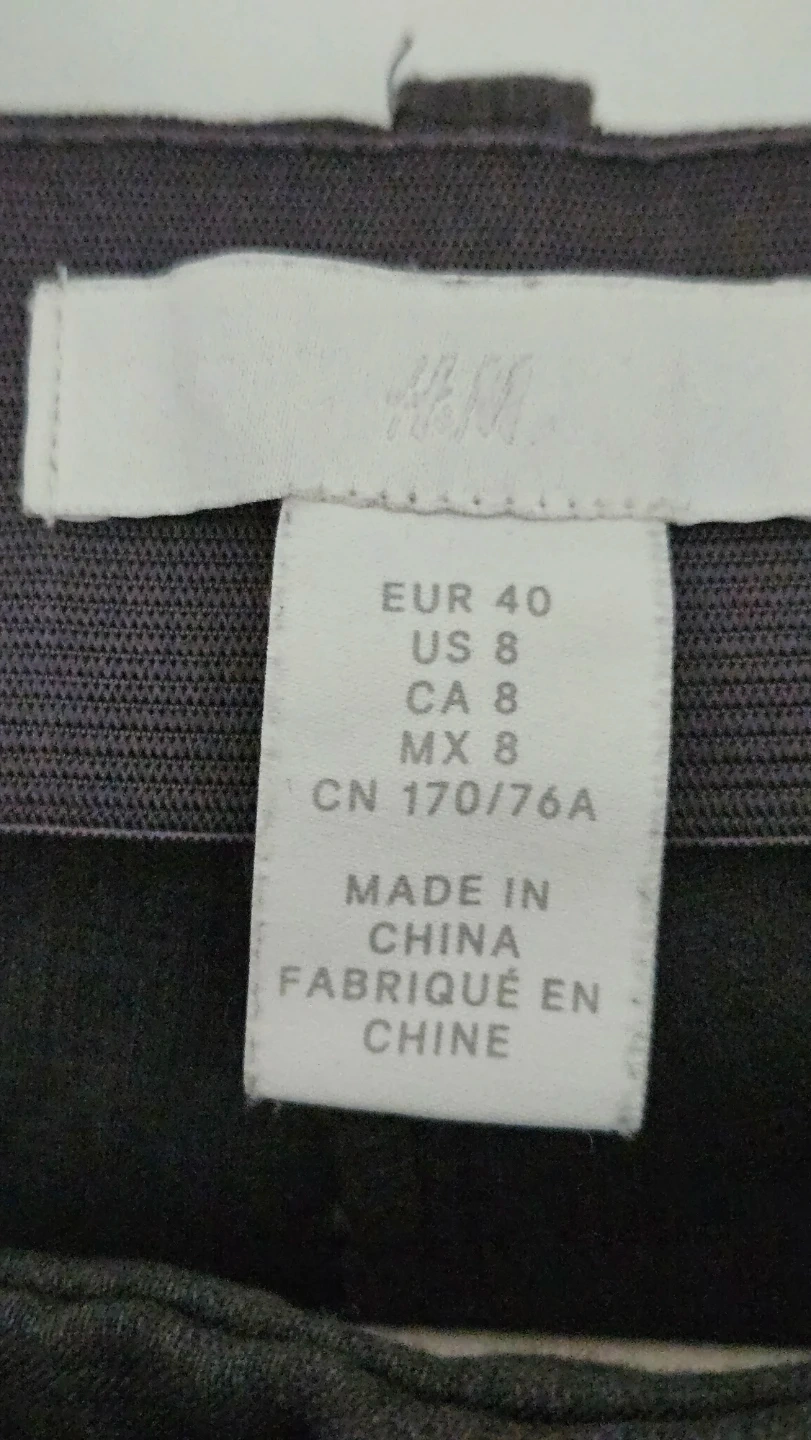 H&M
EUR 40
US 8
CA 8
MX 8
CN 170/76A
MADE IN
CHINA
FABRIQUÉ EN
CHINE